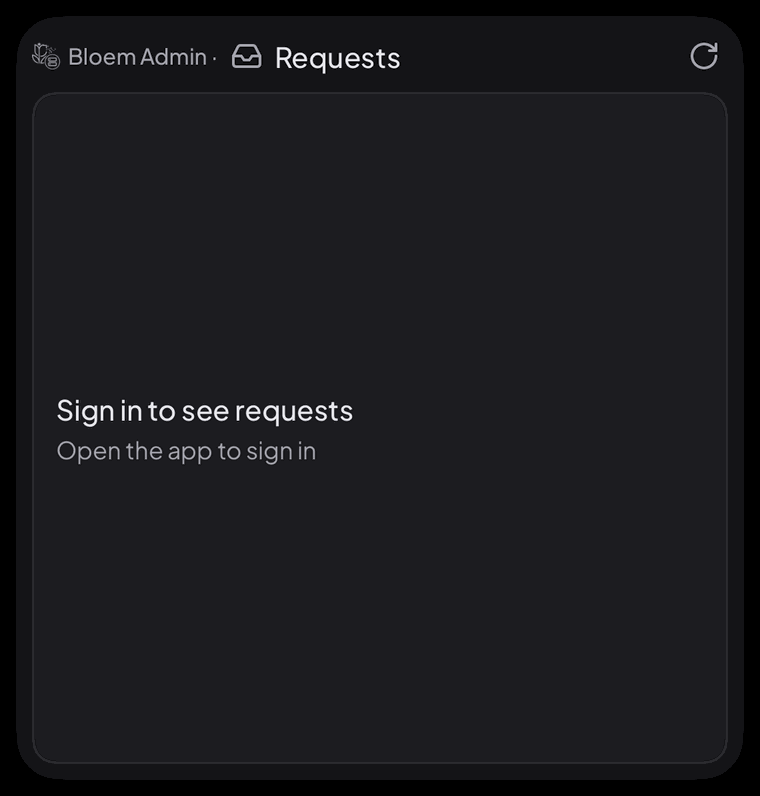 Bloem Admin · Requests
Sign in to see requests
Open the app to sign in